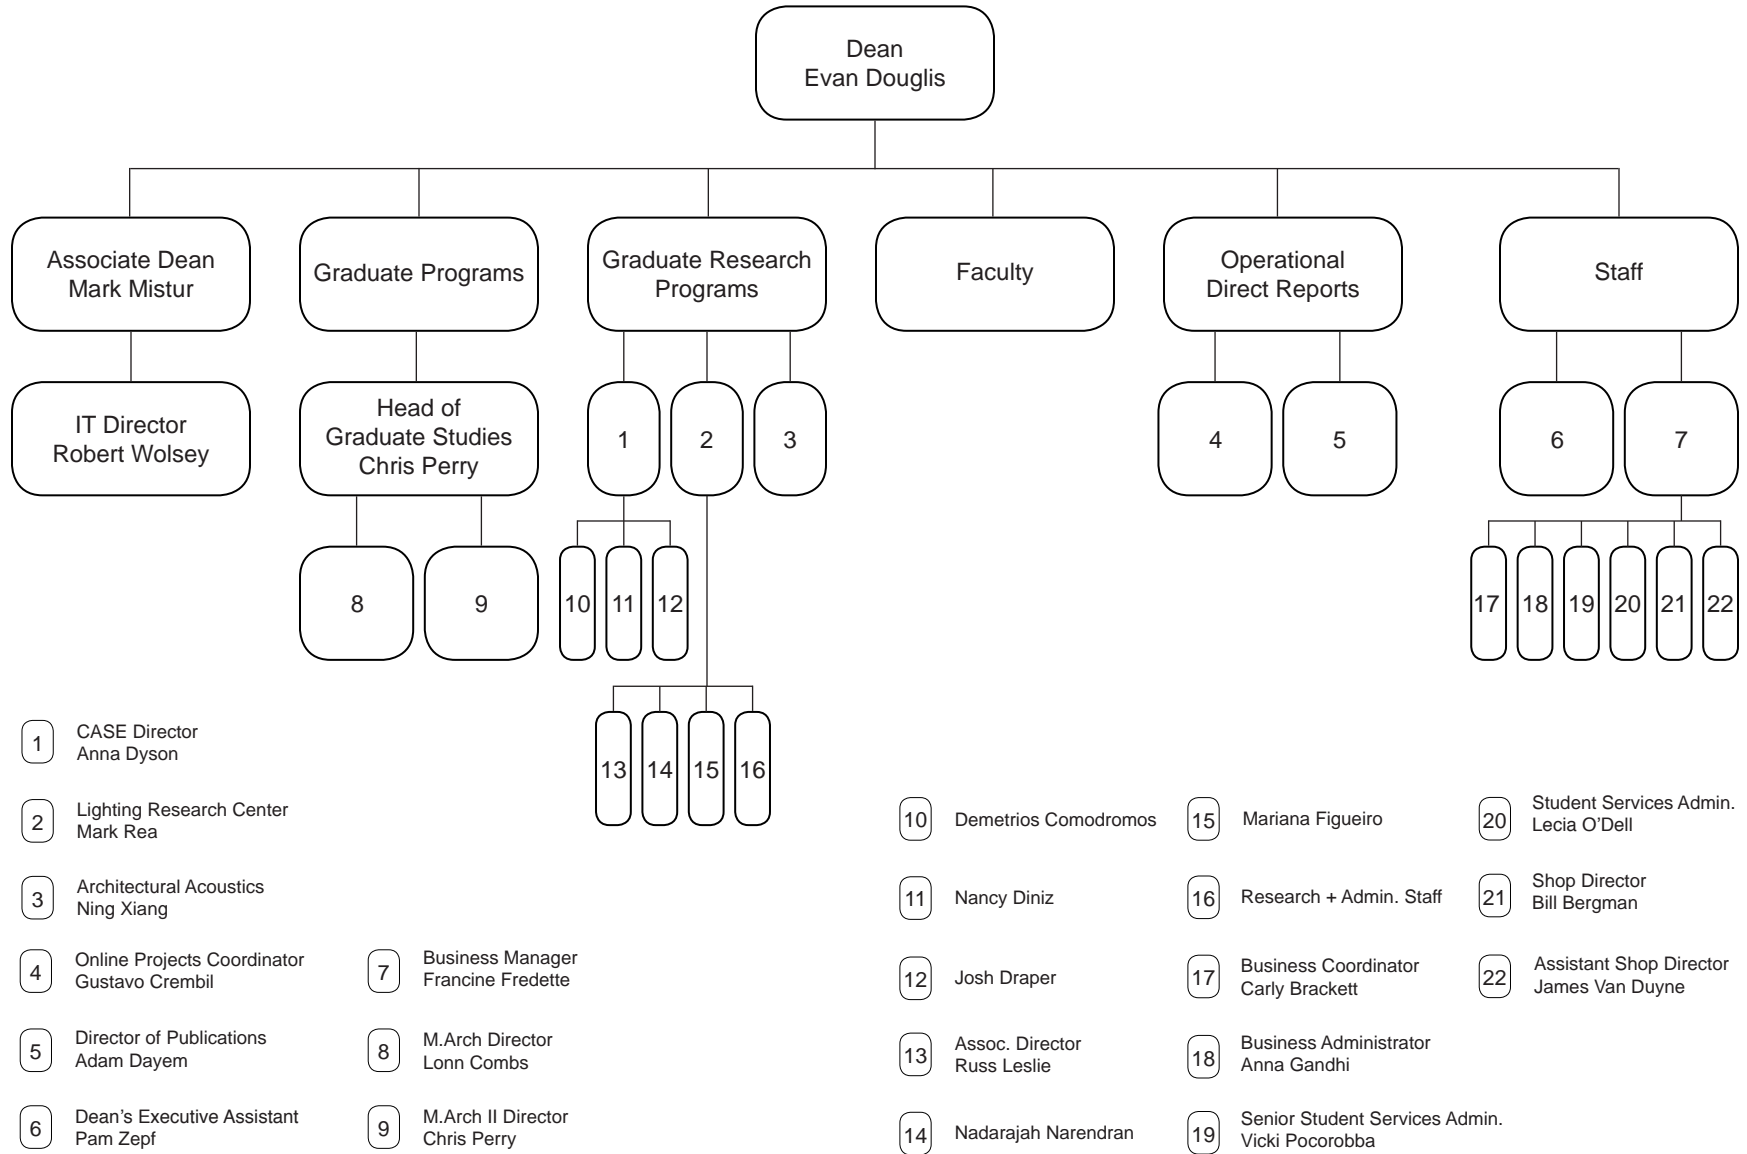 Dean
Evan Douglis
Associate Dean
Mark Mistur
Graduate Programs
Graduate Research
Programs
Faculty
Operational
Direct Reports
Staff
IT Director
Robert Wolsey
Head of
Graduate Studies
Chris Perry
1
2
3
4
5
6
7
8
9
10
11
12
17
18
19
20
21
22
13
14
15
16
1
CASE Director
Anna Dyson
2
Lighting Research Center
Mark Rea
3
Architectural Acoustics
Ning Xiang
4
Online Projects Coordinator
Gustavo Crembil
5
Director of Publications
Adam Dayem
6
Dean’s Executive Assistant
Pam Zepf
7
Business Manager
Francine Fredette
8
M.Arch Director
Lonn Combs
9
M.Arch II Director
Chris Perry
10
Demetrios Comodromos
11
Nancy Diniz
12
Josh Draper
13
Assoc. Director
Russ Leslie
14
Nadarajah Narendran
15
Mariana Figueiro
16
Research + Admin. Staff
17
Business Coordinator
Carly Brackett
18
Business Administrator
Anna Gandhi
19
Senior Student Services Admin.
Vicki Pocorobba
20
Student Services Admin.
Lecia O’Dell
21
Shop Director
Bill Bergman
22
Assistant Shop Director
James Van Duyne